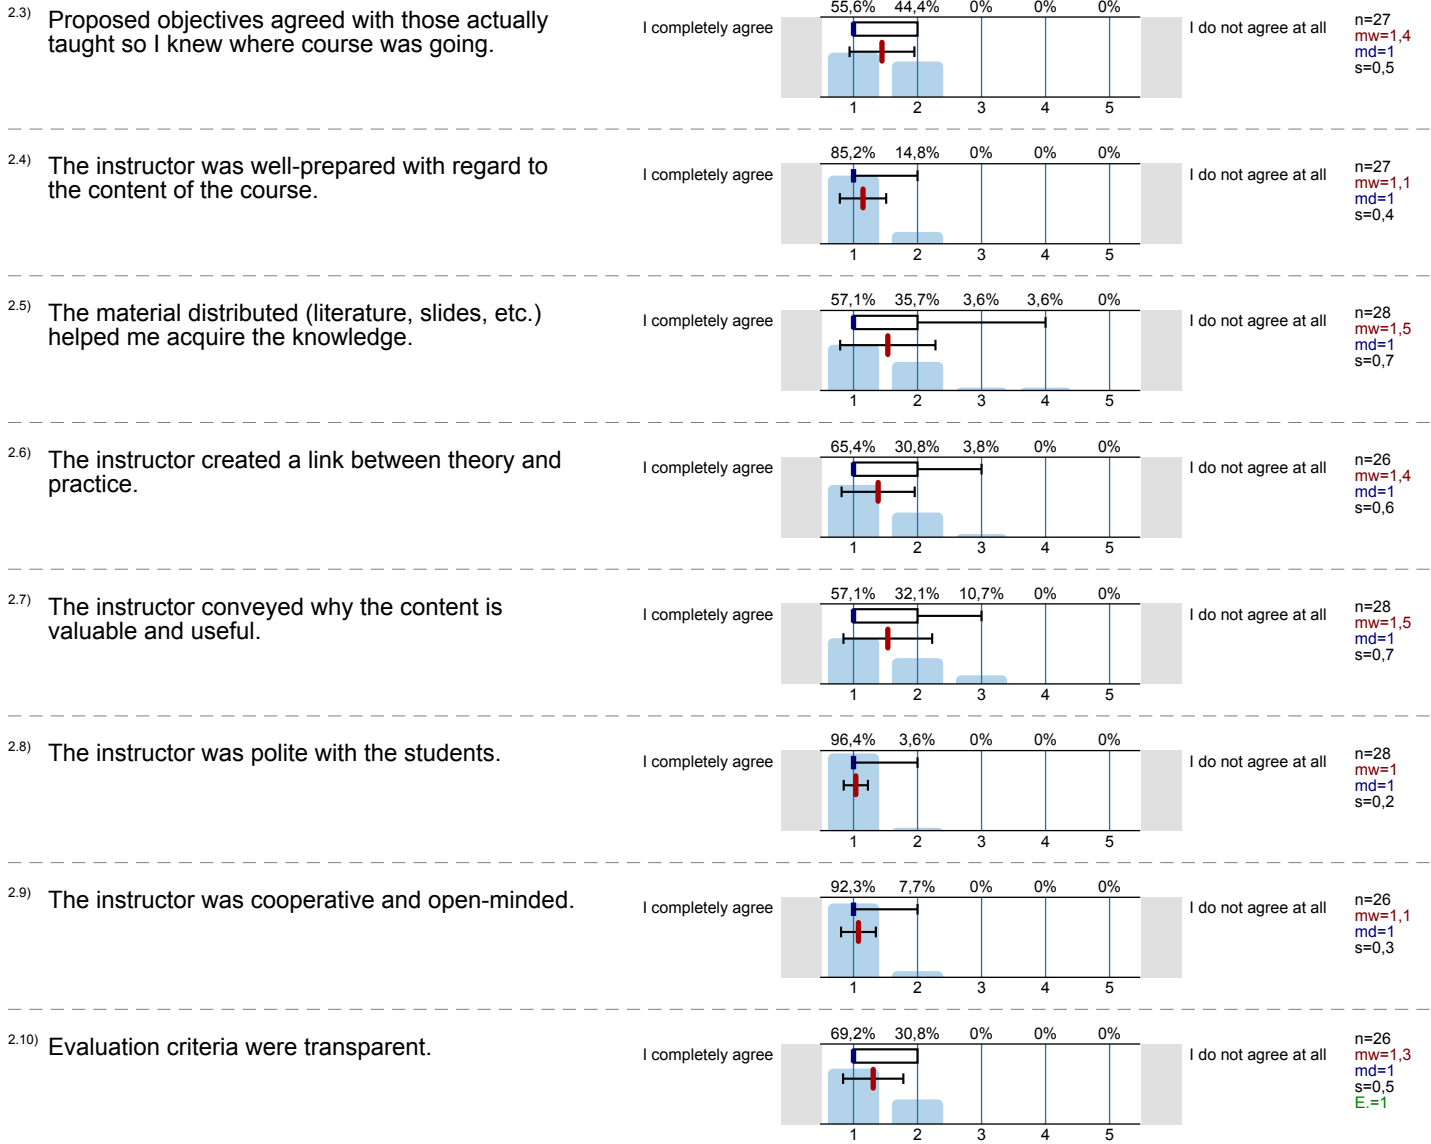 2.3) Proposed objectives agreed with those actually
taught so I knew where course was going.
I completely agree
55,6% 44,4% 0% 0% 0%
1 2 3 4 5
I do not agree at all
n=27
mw=1,4
md=1
s=0,5
2.4) The instructor was well-prepared with regard to
the content of the course.
I completely agree
85,2% 14,8% 0% 0% 0%
1 2 3 4 5
I do not agree at all
n=27
mw=1,1
md=1
s=0,4
2.5) The material distributed (literature, slides, etc.)
helped me acquire the knowledge.
I completely agree
57,1% 35,7% 3,6% 3,6% 0%
1 2 3 4 5
I do not agree at all
n=28
mw=1,5
md=1
s=0,7
2.6) The instructor created a link between theory and
practice.
I completely agree
65,4% 30,8% 3,8% 0% 0%
1 2 3 4 5
I do not agree at all
n=26
mw=1,4
md=1
s=0,6
2.7) The instructor conveyed why the content is
valuable and useful.
I completely agree
57,1% 32,1% 10,7% 0% 0%
1 2 3 4 5
I do not agree at all
n=28
mw=1,5
md=1
s=0,7
2.8) The instructor was polite with the students.
I completely agree
96,4% 3,6% 0% 0% 0%
1 2 3 4 5
I do not agree at all
n=28
mw=1
md=1
s=0,2
2.9) The instructor was cooperative and open-minded.
I completely agree
92,3% 7,7% 0% 0% 0%
1 2 3 4 5
I do not agree at all
n=26
mw=1,1
md=1
s=0,3
2.10) Evaluation criteria were transparent.
I completely agree
69,2% 30,8% 0% 0% 0%
1 2 3 4 5
I do not agree at all
n=26
mw=1,3
md=1
s=0,5
E.=1